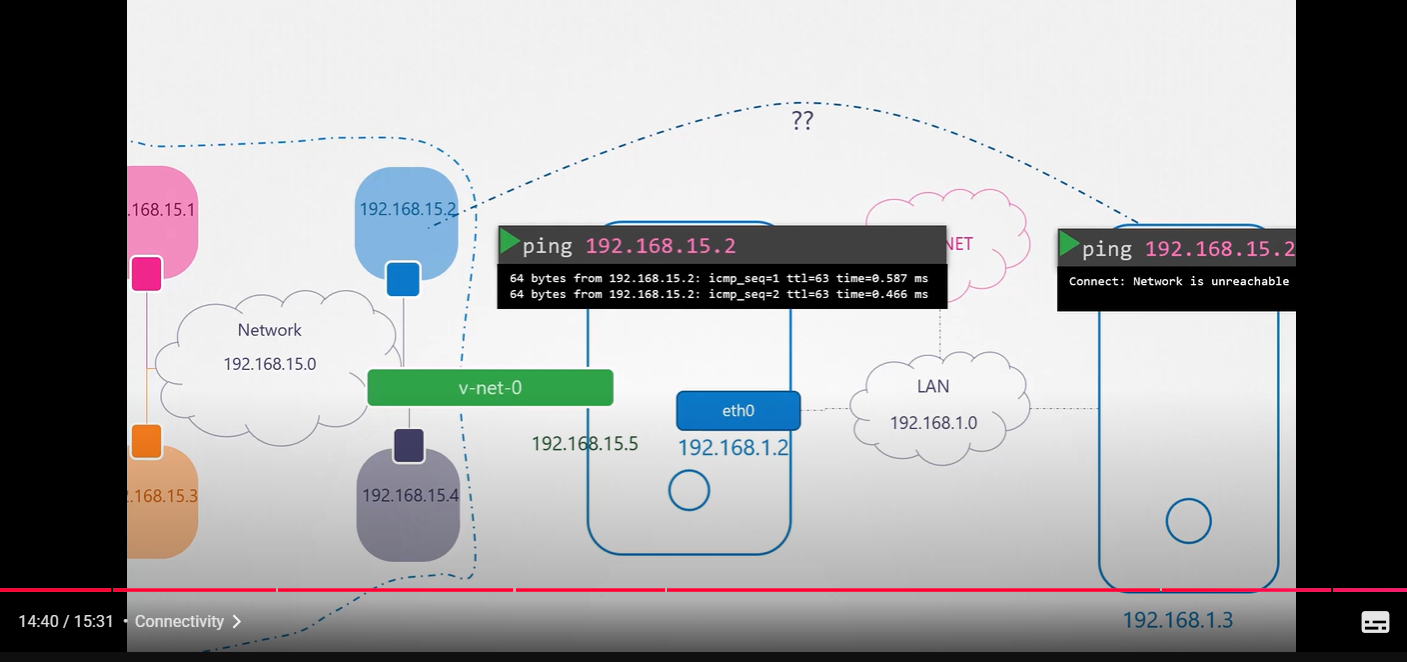 ??
.168.15.1
192.168.15.2
ping 192.168.15.2
64 bytes from 192.168.15.2: icmp_seq=1 ttl=63 time=0.587 ms
64 bytes from 192.168.15.2: icmp_seq=2 ttl=63 time=0.466 ms
NET
ping 192.168.15.2
Connect: Network is unreachable
Network
192.168.15.0
v-net-0
192.168.15.5
eth0
192.168.1.2
LAN
192.168.1.0
.168.15.3
192.168.15.4
192.168.1.3
14:40 / 15:31 • Connectivity